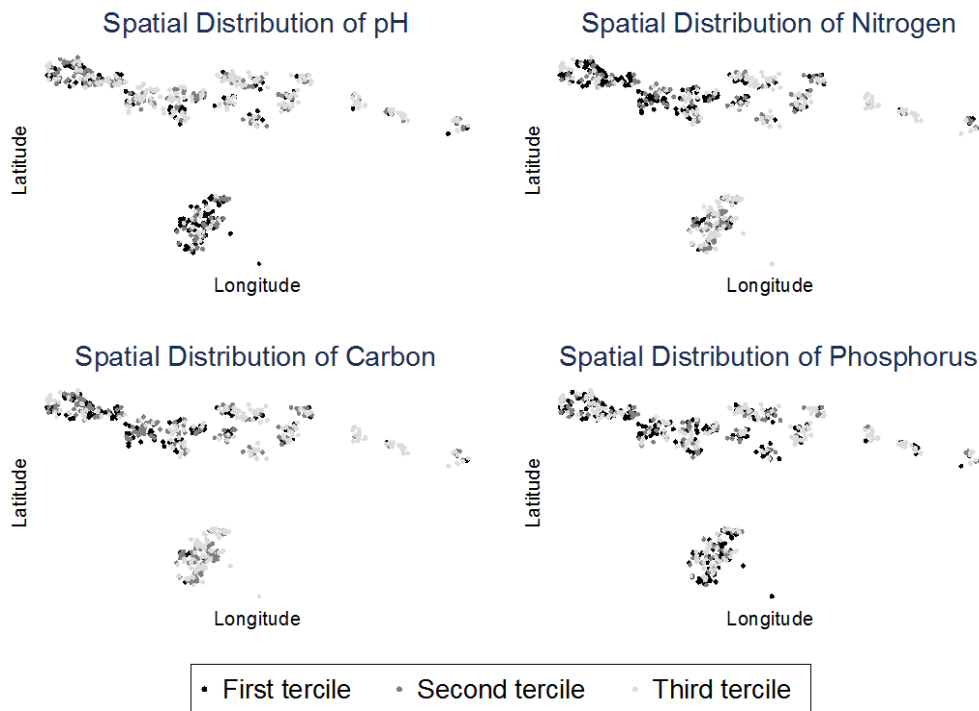 Spatial Distribution of pH
Spatial Distribution of Nitrogen
Latitude
Longitude
Latitude
Longitude
Spatial Distribution of Carbon
Spatial Distribution of Phosphorus
Latitude
Longitude
Latitude
Longitude
First tercile
Second tercile
Third tercile